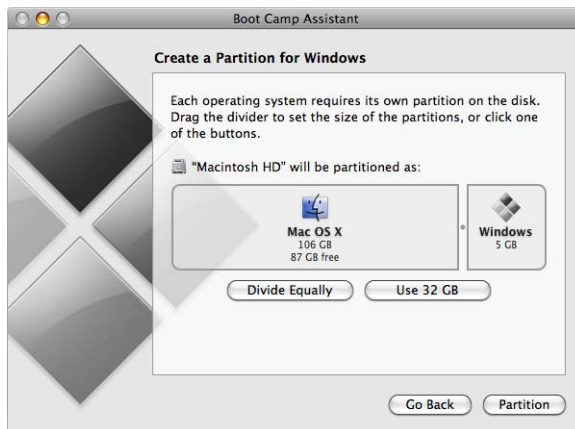 Boot Camp Assistant
Create a Partition for Windows
Each operating system requires its own partition on the disk.
Drag the divider to set the size of the partitions, or click one
of the buttons.
"Macintosh HD" will be partitioned as:
Mac OS X
106 GB
87 GB free
Windows
5 GB
Divide Equally
Use 32 GB
Go Back
Partition